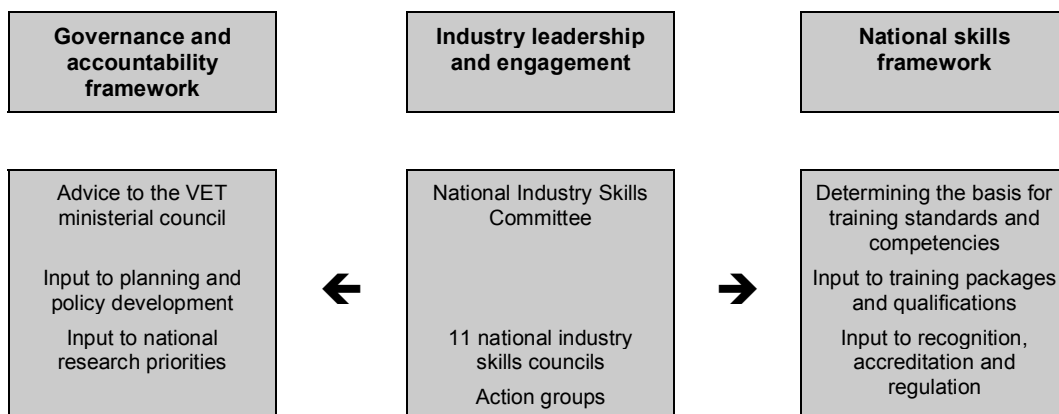 Governance and
accountability
framework
Industry leadership
and engagement
National skills
framework
Advice to the VET
ministerial council
Input to planning and
policy development
Input to national
research priorities
National Industry Skills
Committee
11 national industry
skills councils
Action groups
Determining the basis for
training standards and
competencies
Input to training packages
and qualifications
Input to recognition,
accreditation and
regulation